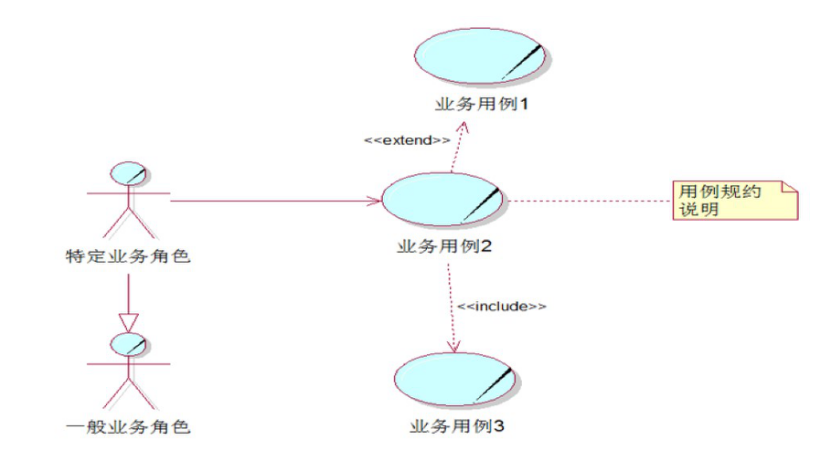 业务用例1
<<extend>>
用例规约
说明
业务用例2
特定业务角色
<<include>>
业务用例3
一般业务角色